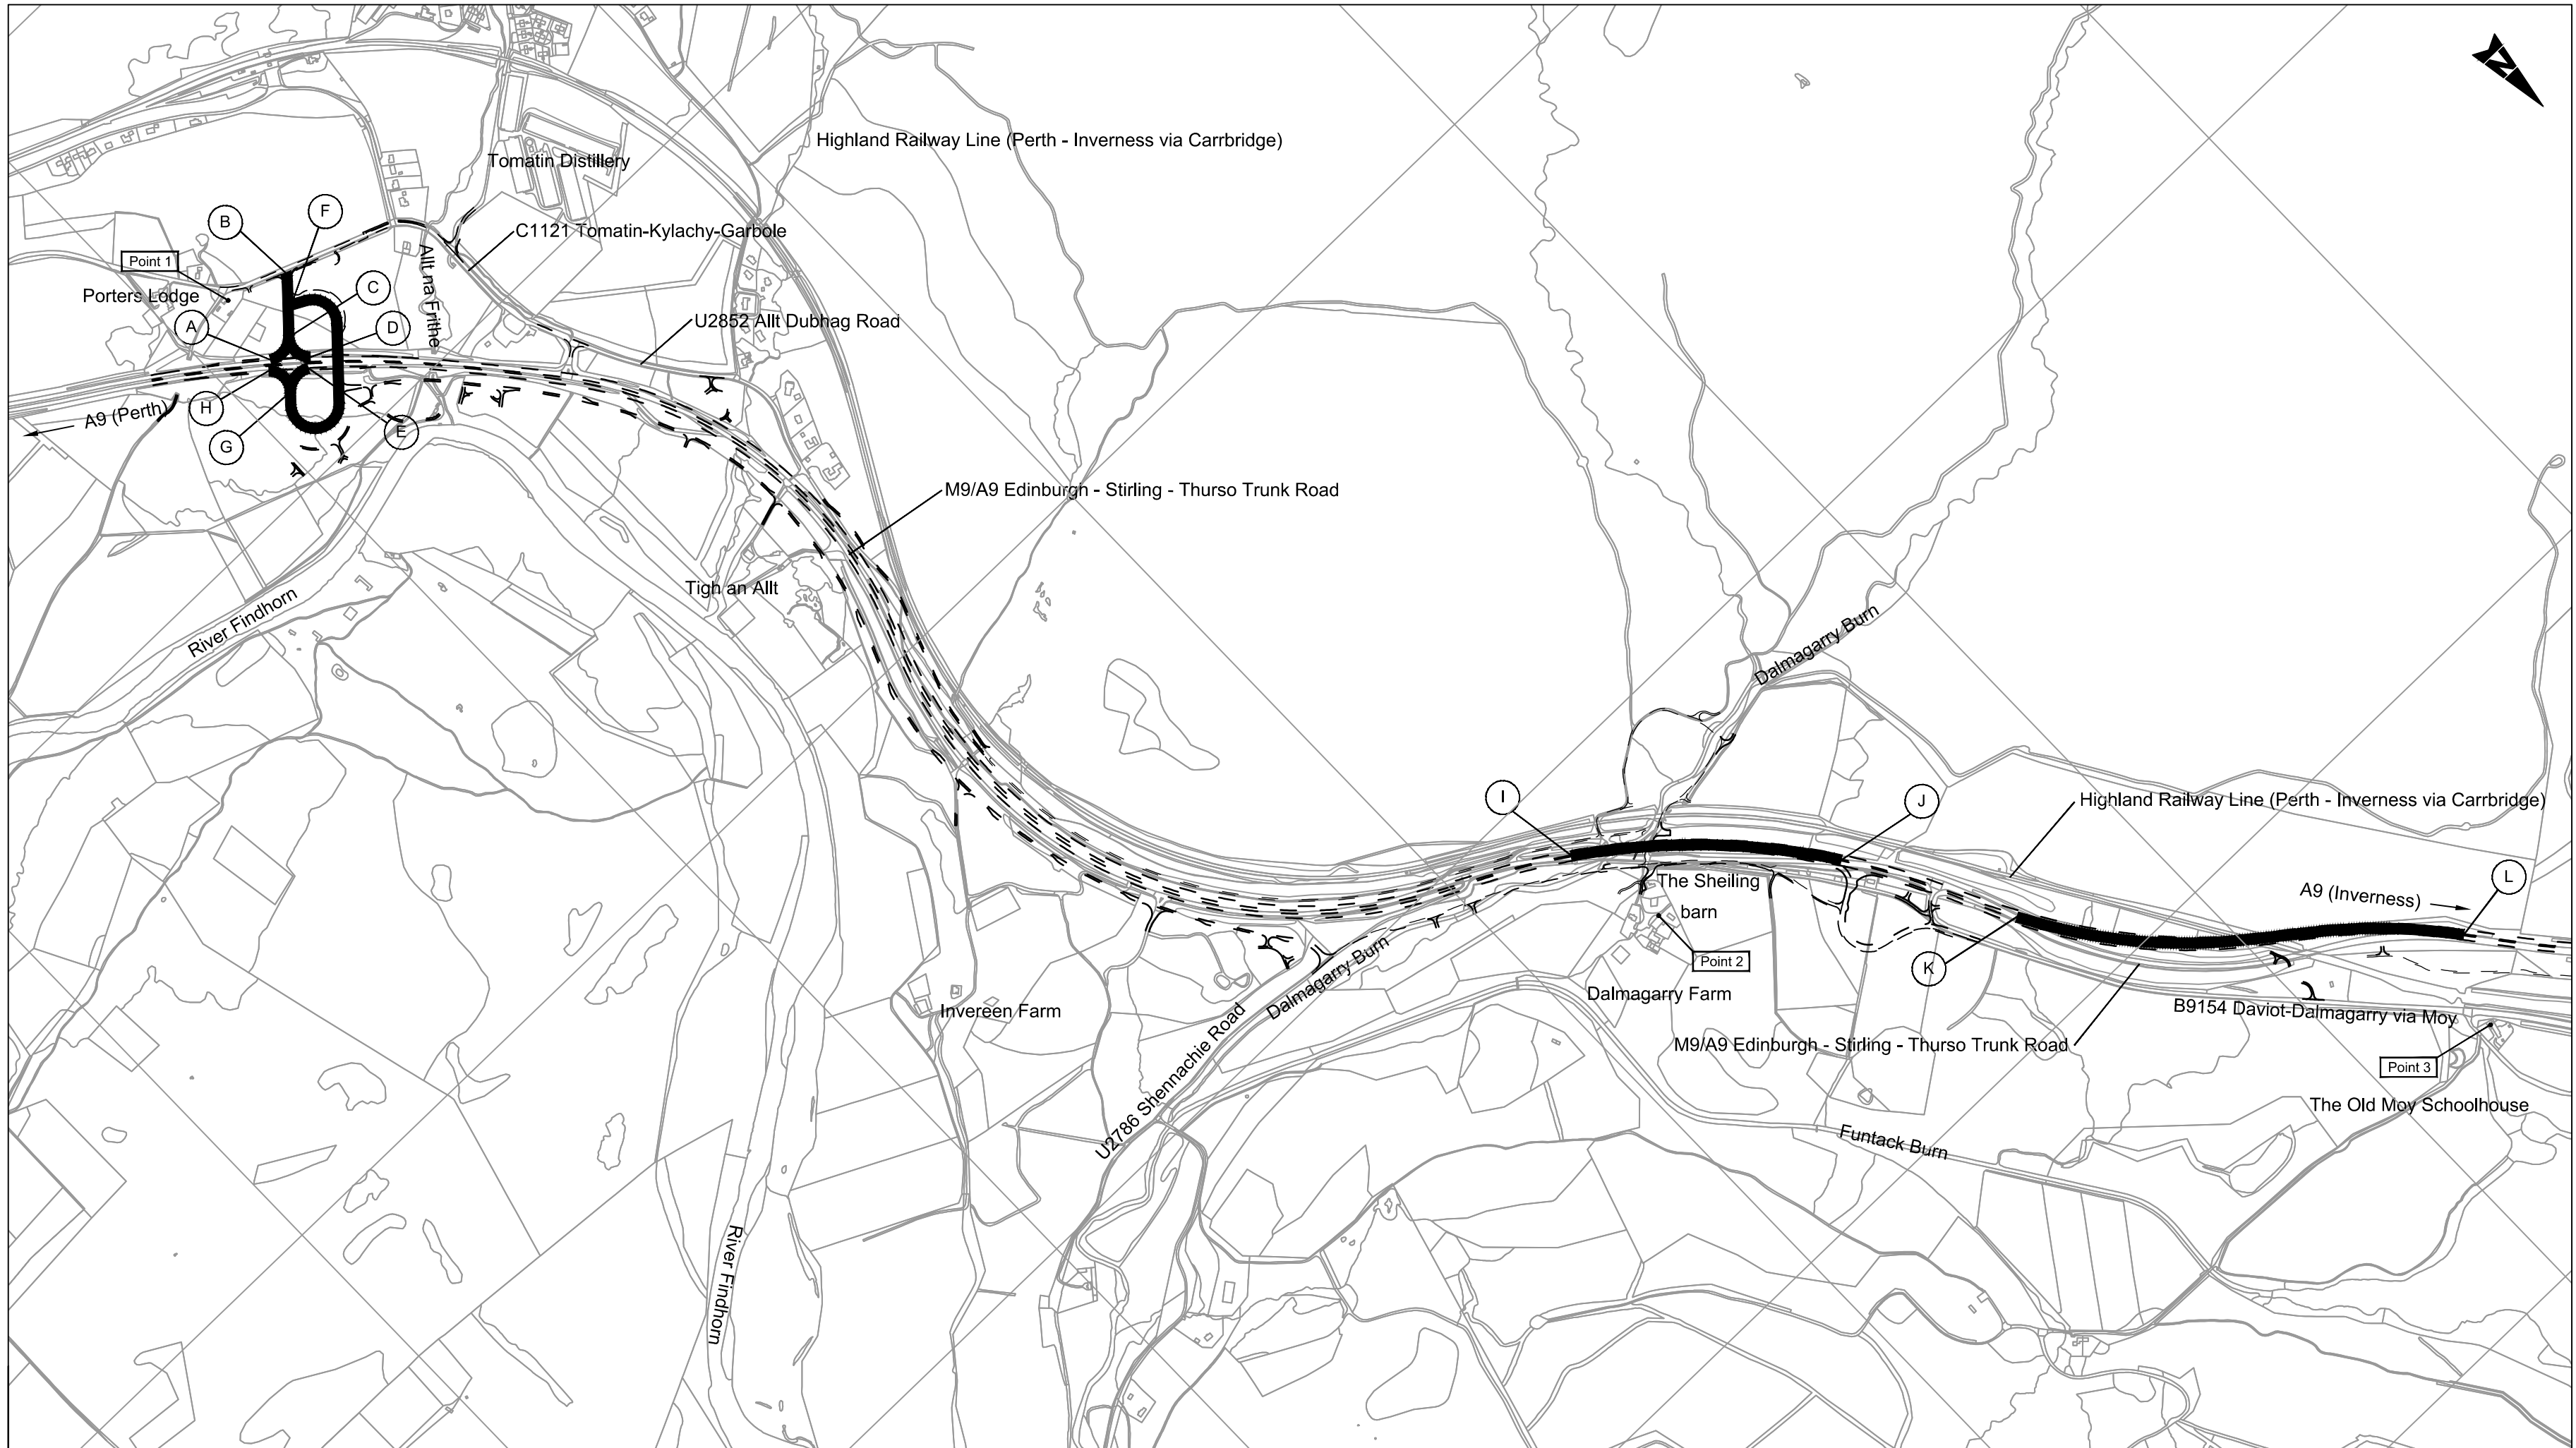 N
Highland Railway Line (Perth - Inverness via Carrbridge)
Tomatin Distillery
B
F
C1121 Tomatin-Kylachy-Garbole
Point 1
Allt na Frithe
Porters Lodge
C
A
D
U2852 Allt Dubhag Road
A9 (Perth)
H
G
E
M9/A9 Edinburgh - Stirling - Thurso Trunk Road
Tigh an Allt
River Findhorn
Dalmagarry Burn
I
J
Highland Railway Line (Perth - Inverness via Carrbridge)
The Sheiling
barn
A9 (Inverness)
L
Point 2
K
Dalmagarry Farm
Dalmagarry Burn
Invereen Farm
U2786 Shennachie Road
B9154 Daviot-Dalmagarry via Moy
M9/A9 Edinburgh - Stirling - Thurso Trunk Road
Point 3
The Old Moy Schoolhouse
Funtack Burn
River Findhorn